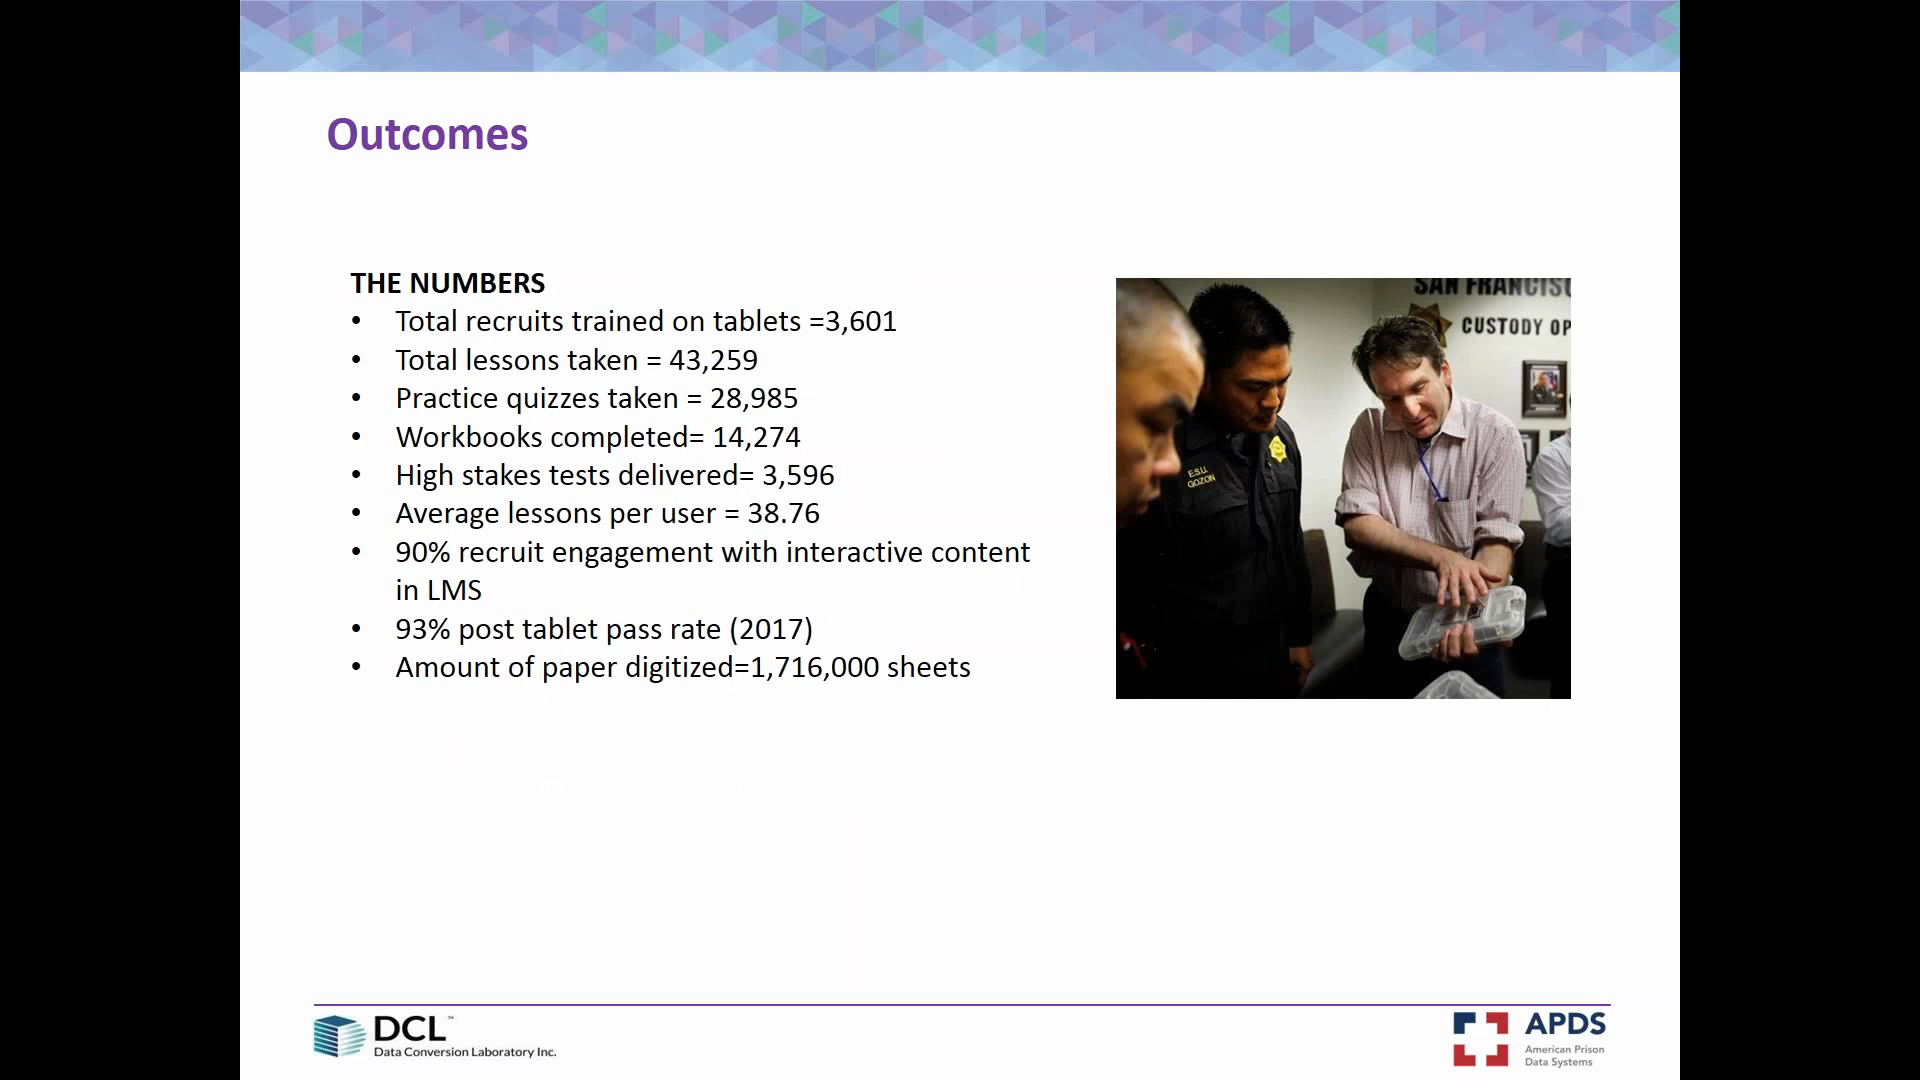 Outcomes
THE NUMBERS
• Total recruits trained on tablets =3,601
• Total lessons taken = 43,259
• Practice quizzes taken = 28,985
• Workbooks completed= 14,274
• High stakes tests delivered= 3,596
• Average lessons per user = 38.76
• 90% recruit engagement with interactive content
in LMS
• 93% post tablet pass rate (2017)
• Amount of paper digitized=1,716,000 sheets
SAN FRANCISC
CUSTODY OP
E.S.U.
GOZON
DCL™
Data Conversion Laboratory Inc.
APDS
American Prison
Data Systems